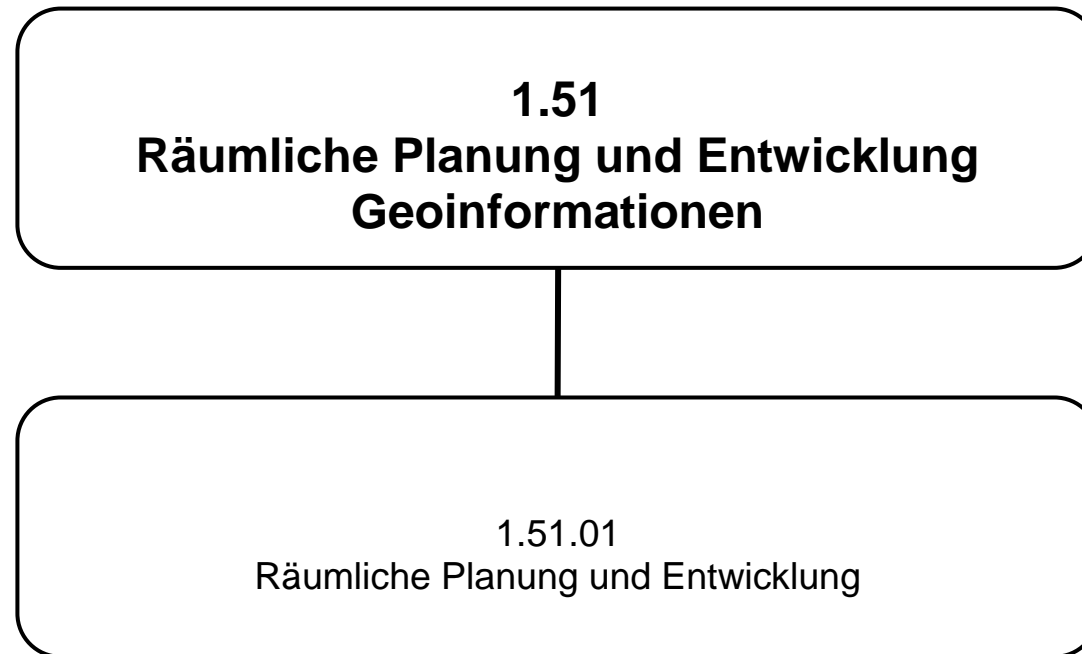 1.51
Räumliche Planung und Entwicklung
Geoinformationen
1.51.01
Räumliche Planung und Entwicklung